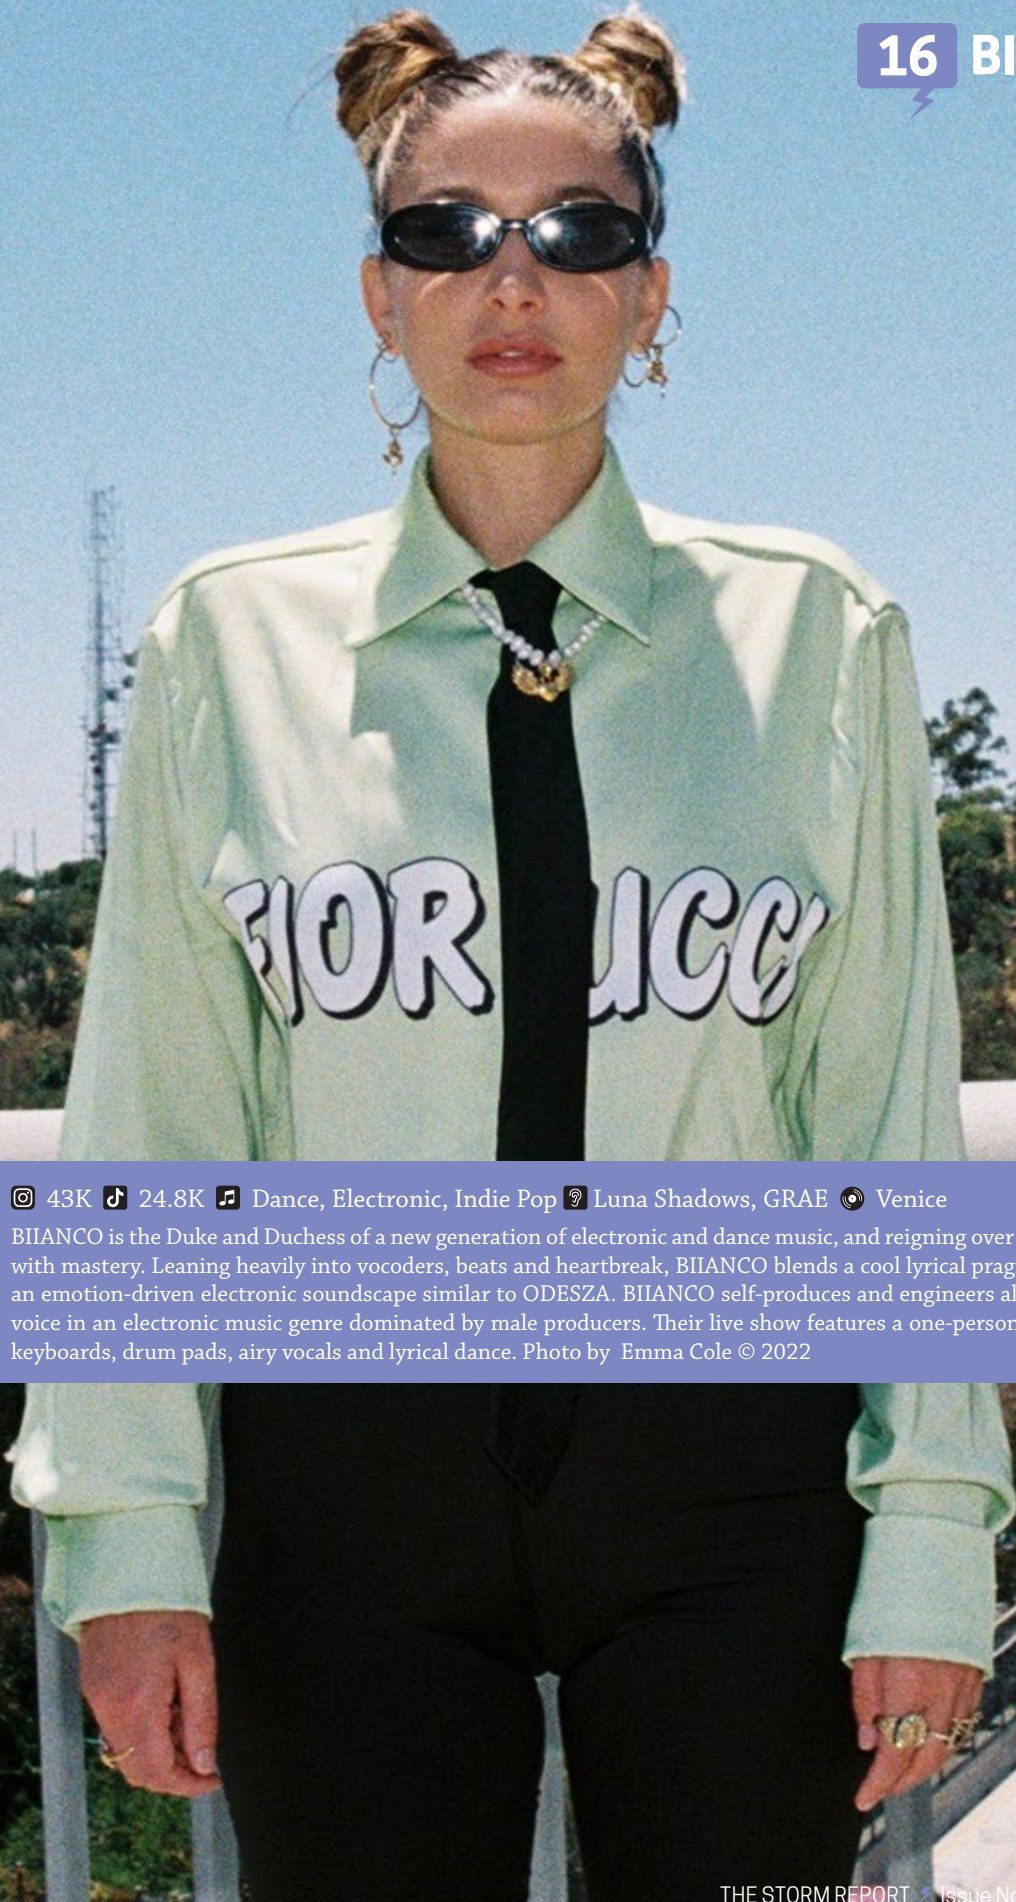 16 BI
FIORUCCI
43K 24.8K Dance, Electronic, Indie Pop Luna Shadows, GRAE Venice
BIIANCO is the Duke and Duchess of a new generation of electronic and dance music, and reigning over
with mastery. Leaning heavily into vocoders, beats and heartbreak, BIIANCO blends a cool lyrical prag
an emotion-driven electronic soundscape similar to ODESZA. BIIANCO self-produces and engineers al
voice in an electronic music genre dominated by male producers. Their live show features a one-person
keyboards, drum pads, airy vocals and lyrical dance. Photo by Emma Cole © 2022
THE STORM REPORT Issue No